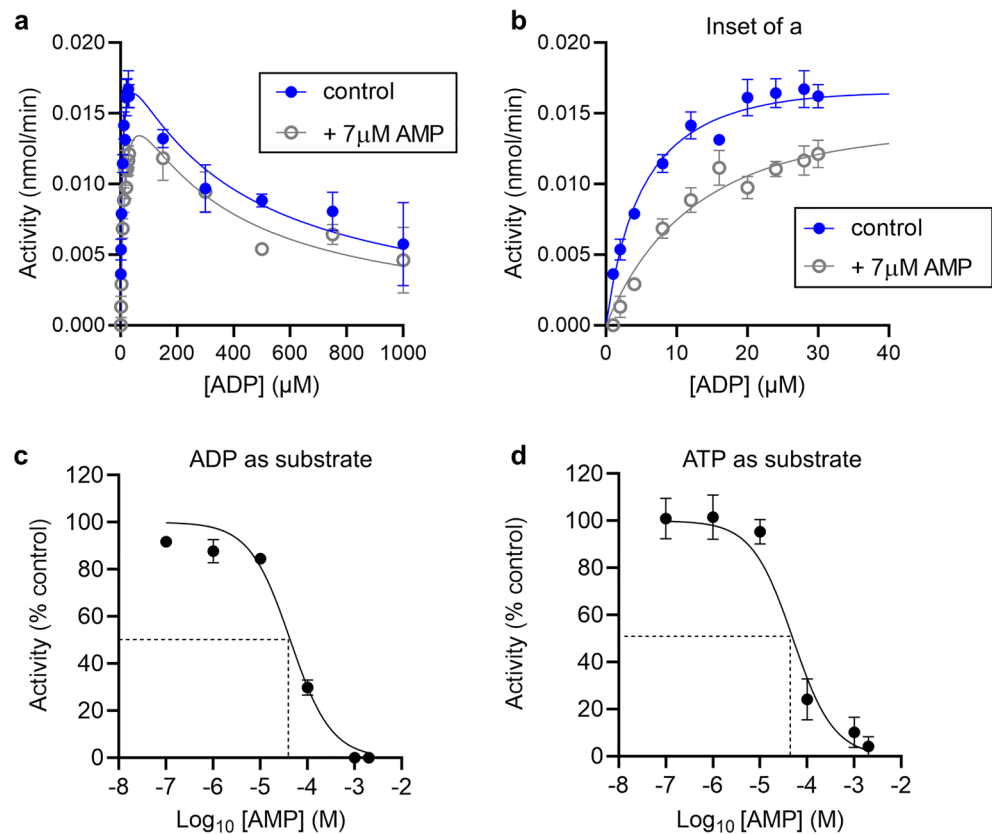 a
0.020
0.015
0.010
0.005
0.000
Activity (nmol/min)
control
+ 7μM AMP
0 200 400 600 800 1000
[ADP] (μM)
b
Inset of a
0.020
0.015
0.010
0.005
0.000
Activity (nmol/min)
control
+ 7μM AMP
0 10 20 30 40
[ADP] (μM)
c
ADP as substrate
120
100
80
60
40
20
0
Activity (% control)
-8 -7 -6 -5 -4 -3 -2
Log10 [AMP] (M)
d
ATP as substrate
120
100
80
60
40
20
0
Activity (% control)
-8 -7 -6 -5 -4 -3 -2
Log10 [AMP] (M)